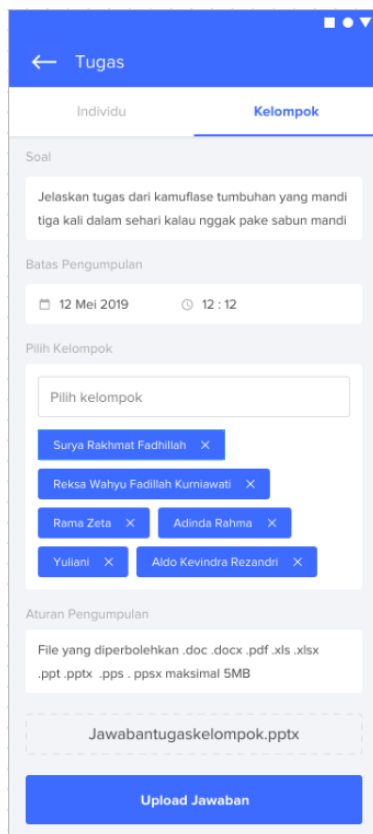 Tugas
Individu
Kelompok
Soal
Jelaskan tugas dari kamuflase tumbuhan yang mandi
tiga kali dalam sehari kalau nggak pake sabun mandi
Batas Pengumpulan
12 Mei 2019
12 : 12
Pilih Kelompok
Pilih kelompok
Surya Rakhmat Fadhillah ×
Reksa Wahyu Fadillah Kurniawati ×
Rama Zeta ×
Adinda Rahma ×
Yuliani ×
Aldo Kevindra Rezandri ×
Aturan Pengumpulan
File yang diperbolehkan .doc .docx .pdf .xls .xlsx
.ppt .pptx .pps . ppsx maksimal 5MB
Jawabantugaskelompok.pptx
Upload Jawaban